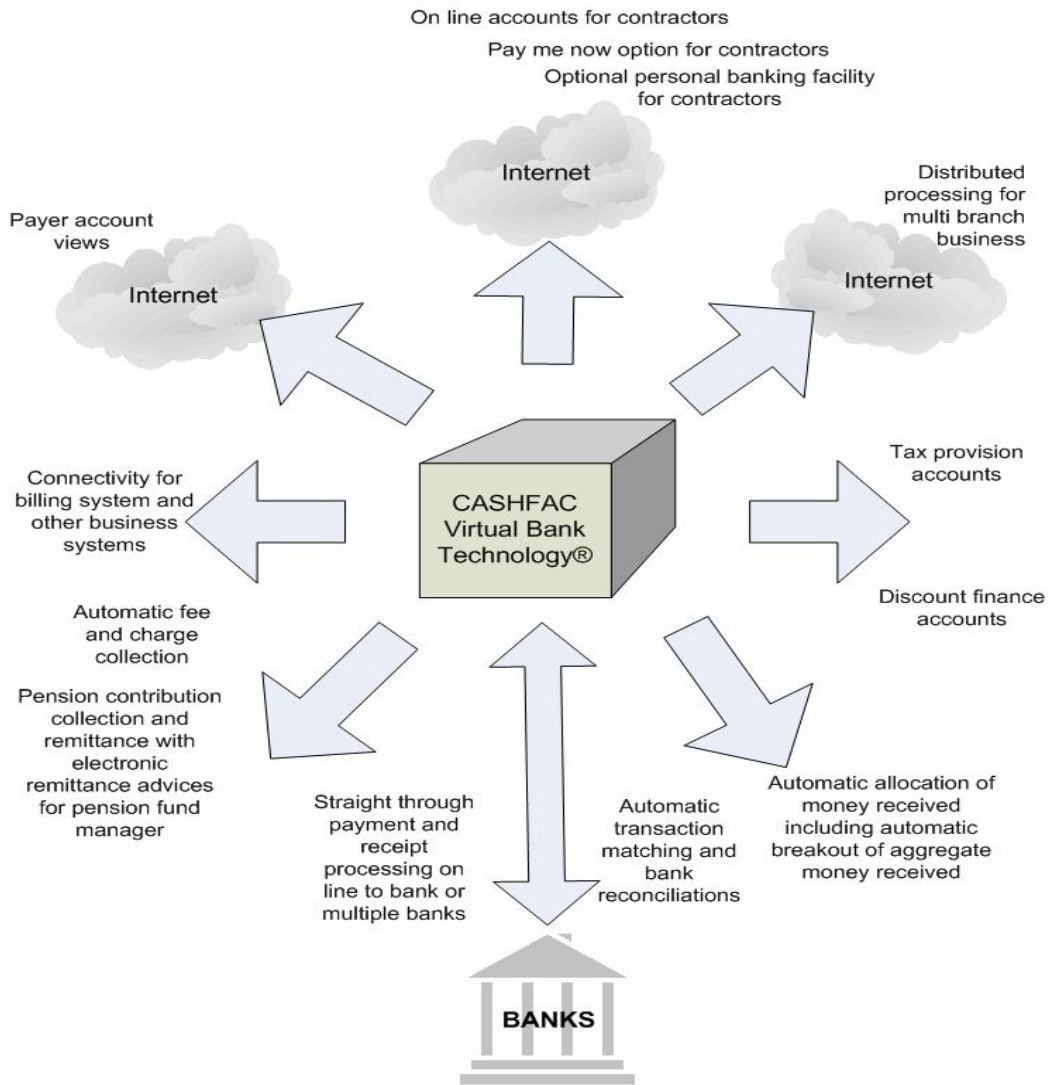 On line accounts for contractors
Pay me now option for contractors
Optional personal banking facility
for contractors
Internet
Distributed
processing for
multi branch
business
Internet
Payer account
views
Internet
CASHFAC
Virtual Bank
Technology®
Connectivity for
billing system and
other business
systems
Tax provision
accounts
Discount finance
accounts
Automatic fee
and charge
collection
Pension contribution
collection and
remittance with
electronic
remittance advices
for pension fund
manager
Straight through
payment and
receipt
processing on
line to bank or
multiple banks
Automatic
transaction
matching and
bank
reconciliations
Automatic allocation of
money received
including automatic
breakout of aggregate
money received
BANKS